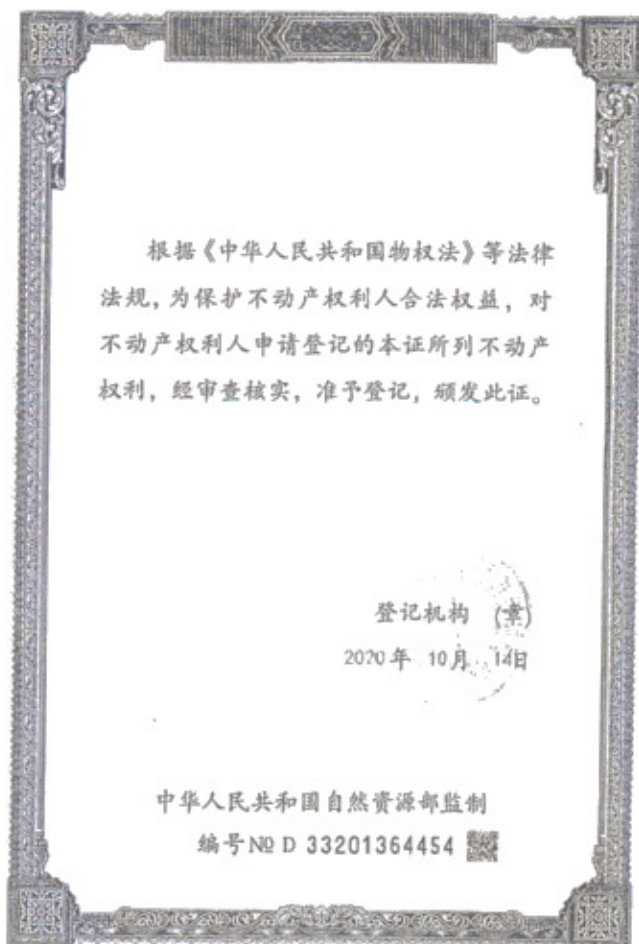 根据《中华人民共和国物权法》等法律
法规，为保护不动产权利人合法权益，对
不动产权利人申请登记的本证所列不动产
权利，经审查核实，准予登记，颁发此证。
登记机构 (章)
2020年 10月 14日
中华人民共和国自然资源部监制
编号№ D 33201364454